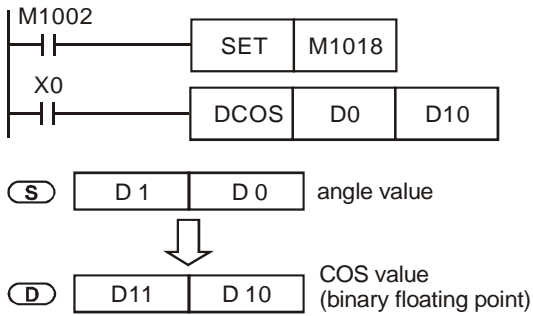 M1002
SET M1018
X0
DCOS D0 D10
S D 1 D 0 angle value
D D11 D 10 COS value
(binary floating point)